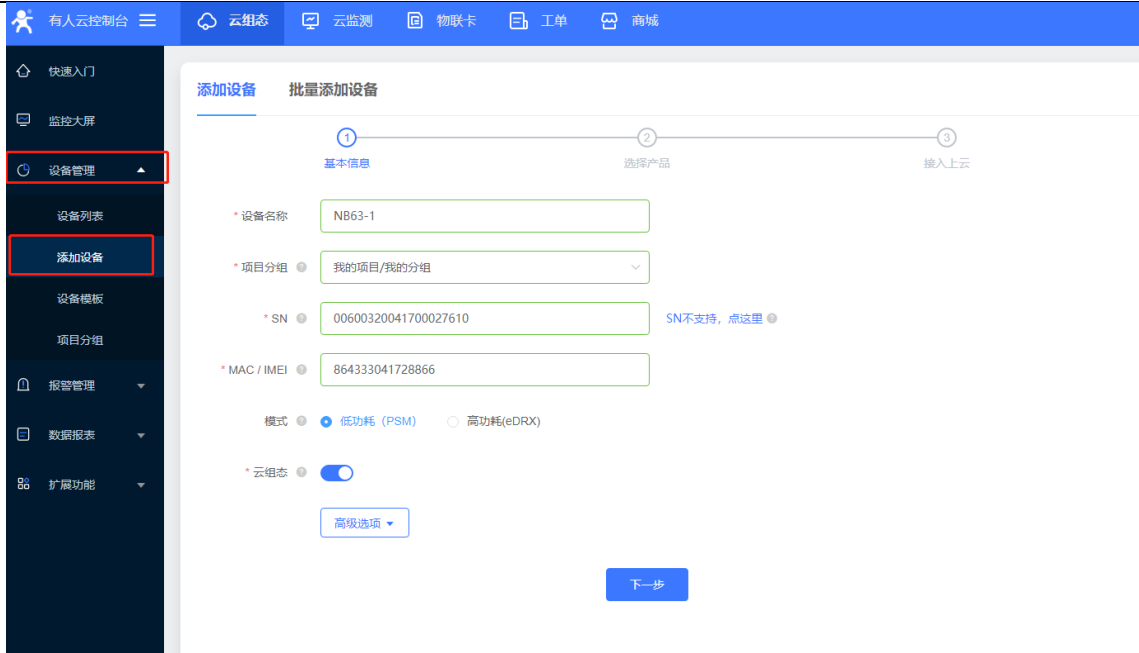 有人云控制台
云组态
云监测
物联卡
工单
商城
快速入门
监控大屏
设备管理
设备列表
添加设备
设备模板
项目分组
报警管理
数据报表
扩展功能
添加设备 批量添加设备
1 2 3
基本信息 选择产品 接入上云
* 设备名称 NB63-1
* 项目分组 我的项目/我的分组
* SN 00600320041700027610 SN不支持，点这里
* MAC / IMEI 864333041728866
模式 低功耗（PSM） 高功耗(eDRX)
* 云组态
高级选项
下一步